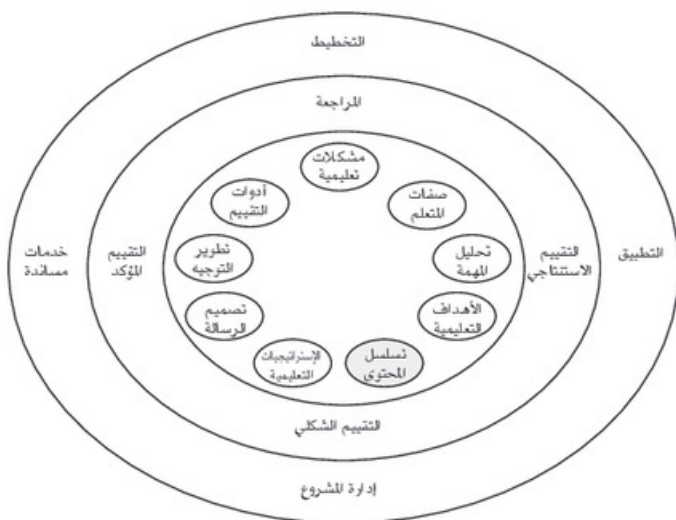 التخطيط
المراجعة
مشكلات
تعليمية
صفات
المتعلم
تحليل
المهمة
الأهداف
التعليمية
تسلسل
المحتوى
الإستراتيجيات
التعليمية
تصميم
الرسالة
تطوير
التوجيه
أدوات
التقييم
التقييم
الاستنتاجي
التطبيق
التقييم
المؤكد
خدمات
مساندة
التقييم الشكلي
إدارة المشروع